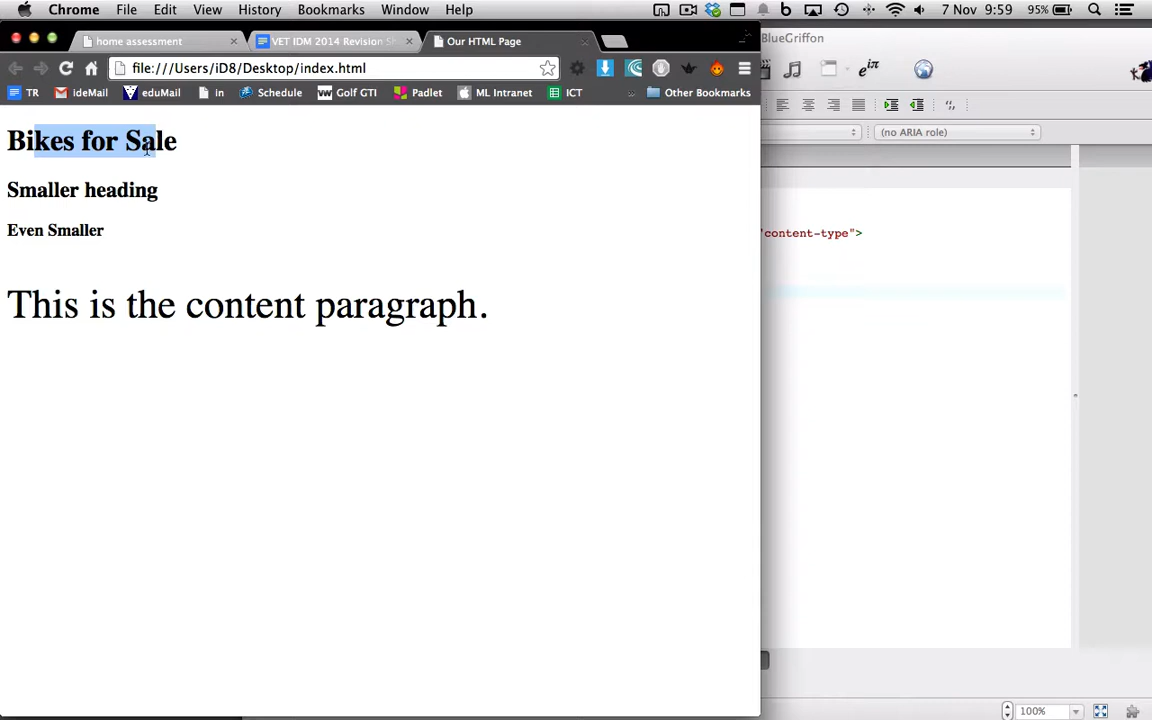 Chrome File Edit View History Bookmarks Window Help 7 Nov 9:59 95%
home assessment VET IDM 2014 Revision Our HTML Page BlueGriffon
file:///Users/iD8/Desktop/index.html
TR ideMail eduMail in Schedule Golf GTI Padlet ML Intranet ICT » Other Bookmarks
(no ARIA role)
Bikes for Sale
Smaller heading
Even Smaller
"content-type">
This is the content paragraph.
100%